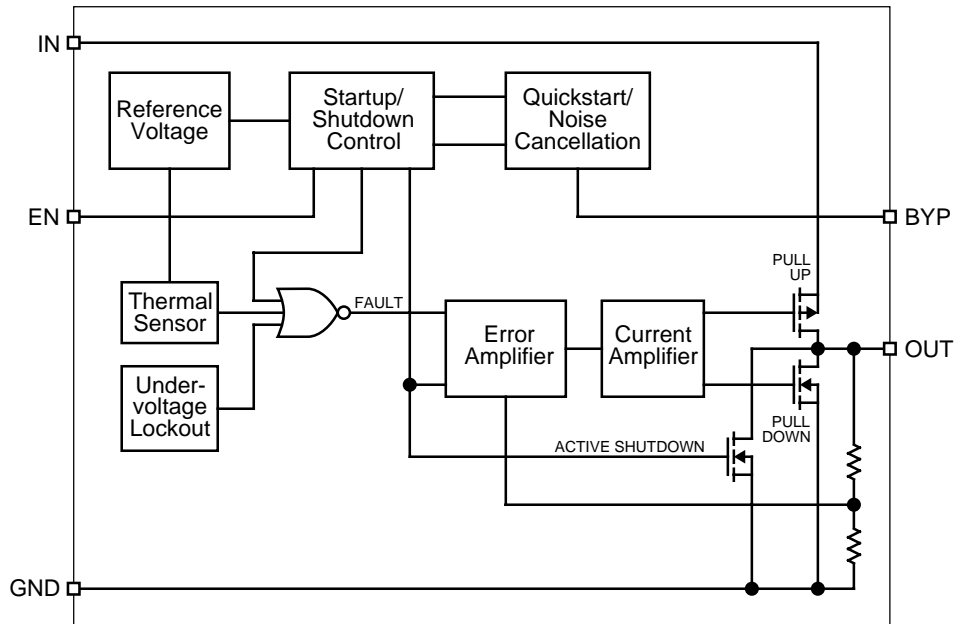 IN
Reference
Voltage
Startup/
Shutdown
Control
Quickstart/
Noise
Cancellation
EN
BYP
PULL
UP
Thermal
Sensor
FAULT
Error
Amplifier
Current
Amplifier
OUT
Under-
voltage
Lockout
PULL
DOWN
ACTIVE SHUTDOWN
GND